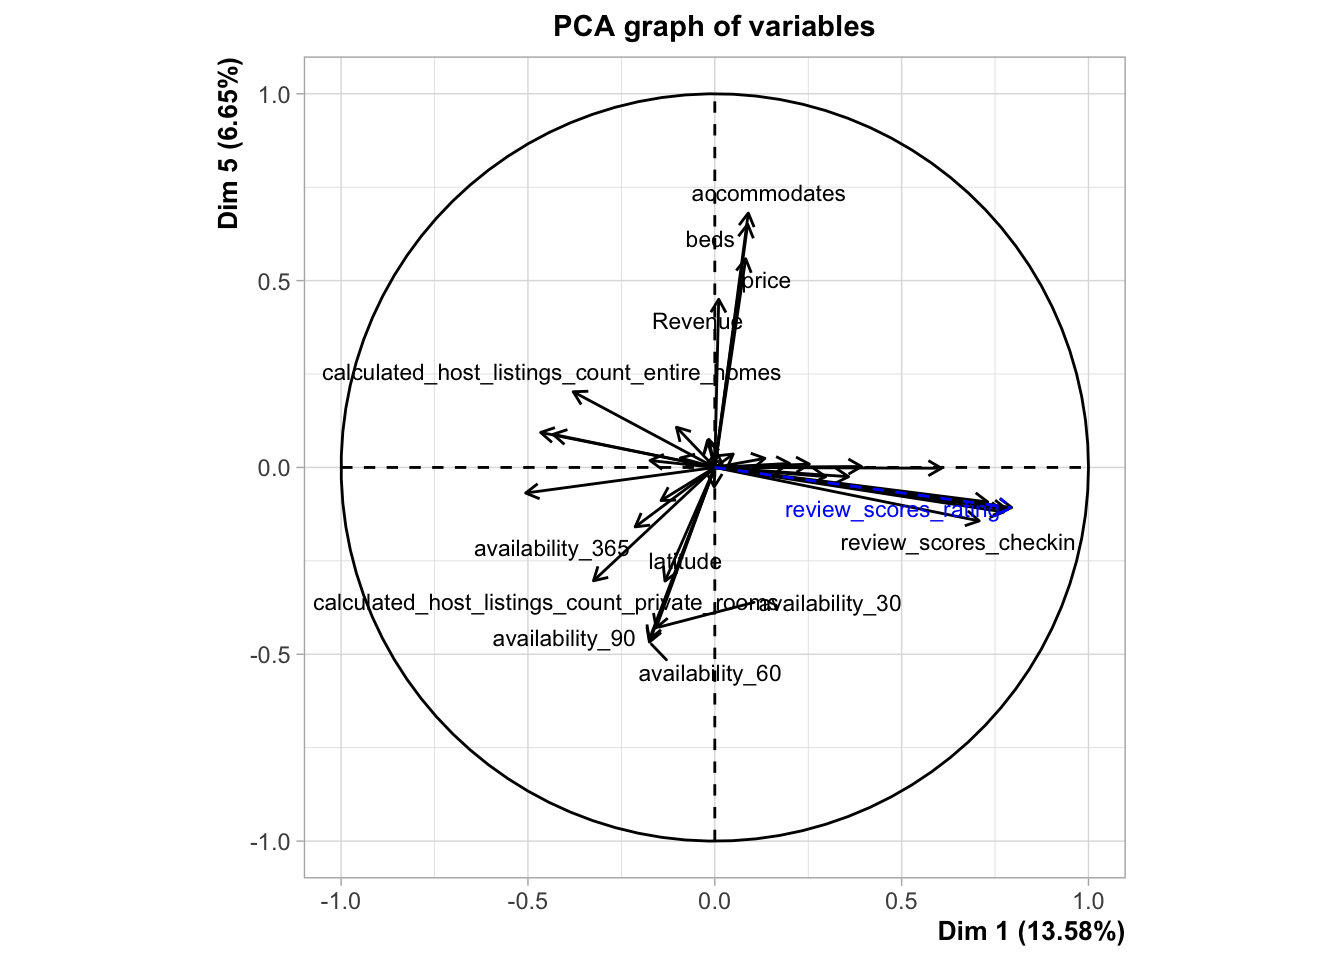 PCA graph of variables
Dim 5 (6.65%)
1.0
0.5
0.0
-0.5
-1.0
accommodates
beds
price
Revenue
calculated_host_listings_count_entire_homes
review_scores_rating
review_scores_checkin
availability_365
latitude
calculated_host_listings_count_private_rooms
availability_30
availability_90
availability_60
-1.0 -0.5 0.0 0.5 1.0
Dim 1 (13.58%)